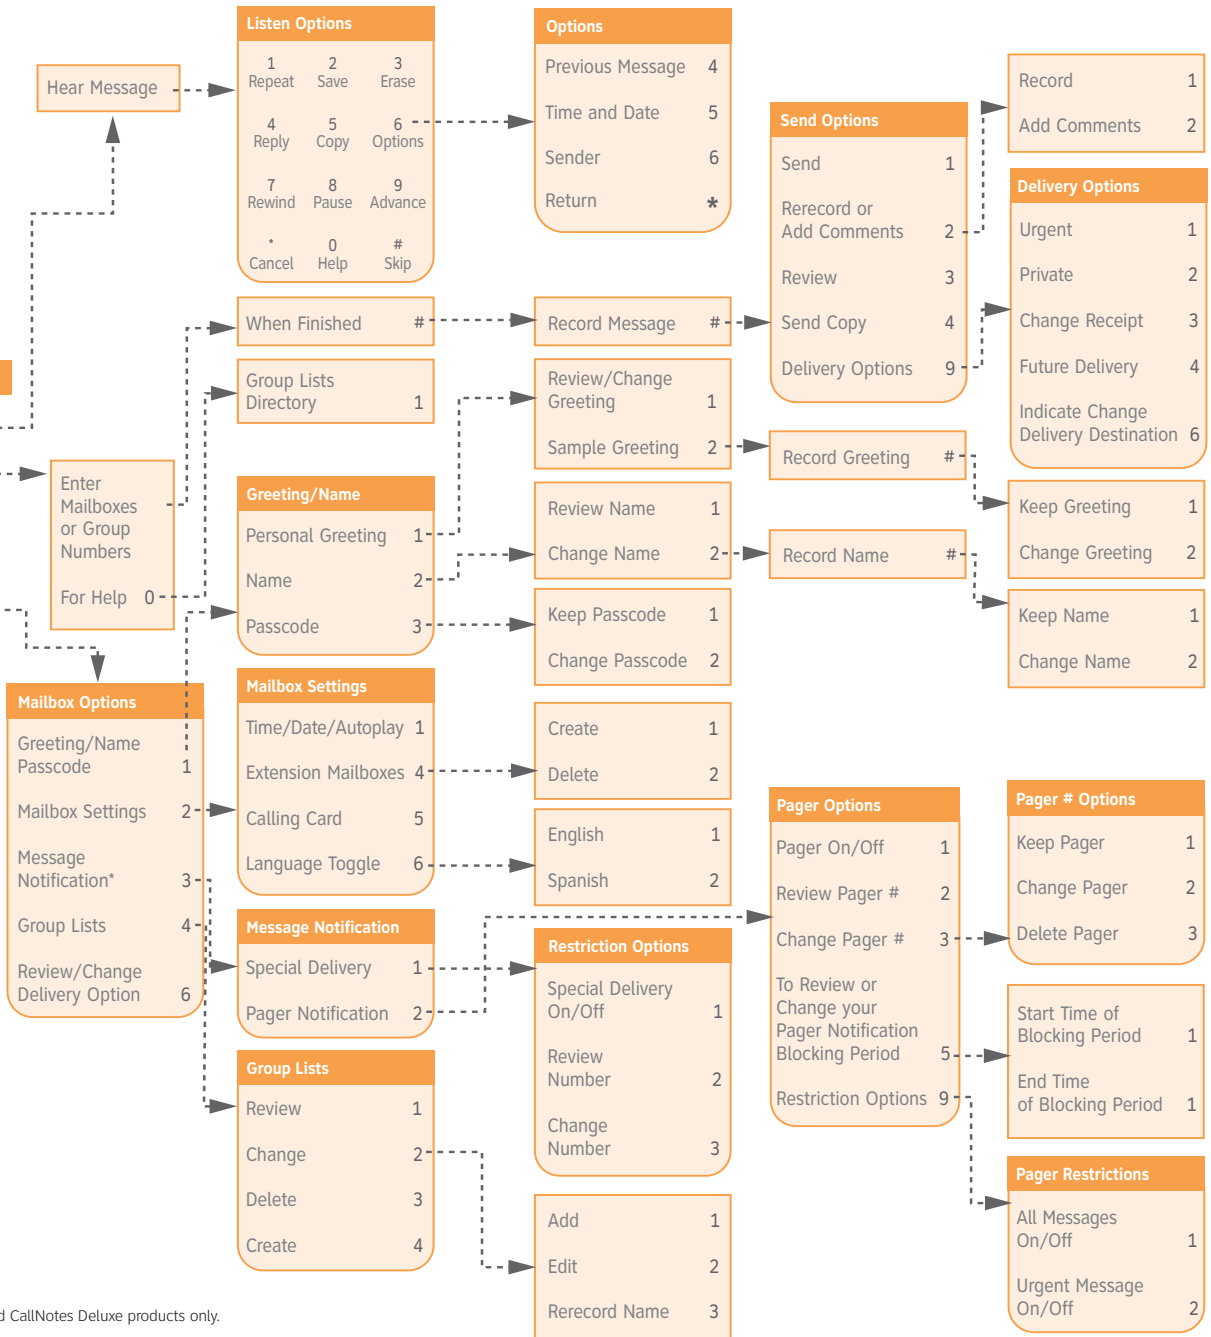 Hear Message
Listen Options
1 2 3
Repeat Save Erase
4 5 6
Reply Copy Options
7 8 9
Rewind Pause Advance
* 0 #
Cancel Help Skip
Options
Previous Message 4
Time and Date 5
Sender 6
Return *
Send Options
Send 1
Rerecord or
Add Comments 2
Review 3
Send Copy 4
Delivery Options 9
Record 1
Add Comments 2
Delivery Options
Urgent 1
Private 2
Change Receipt 3
Future Delivery 4
Indicate Change
Delivery Destination 6
Enter
Mailboxes
or Group
Numbers
For Help 0
When Finished #
Group Lists
Directory 1
Record Message #
Review/Change
Greeting 1
Sample Greeting 2
Record Greeting #
Keep Greeting 1
Change Greeting 2
Greeting/Name
Personal Greeting 1
Name 2
Passcode 3
Review Name 1
Change Name 2
Record Name #
Keep Name 1
Change Name 2
Keep Passcode 1
Change Passcode 2
Mailbox Options
Greeting/Name
Passcode 1
Mailbox Settings 2
Message
Notification* 3
Group Lists 4
Review/Change
Delivery Option 6
Mailbox Settings
Time/Date/Autoplay 1
Extension Mailboxes 4
Calling Card 5
Language Toggle 6
Create 1
Delete 2
English 1
Spanish 2
Message Notification
Special Delivery 1
Pager Notification 2
Restriction Options
Special Delivery
On/Off 1
Review
Number 2
Change
Number 3
Pager Options
Pager On/Off 1
Review Pager # 2
Change Pager # 3
To Review or
Change your
Pager Notification
Blocking Period 5
Restriction Options 9
Pager # Options
Keep Pager 1
Change Pager 2
Delete Pager 3
Start Time of
Blocking Period 1
End Time
of Blocking Period 1
Pager Restrictions
All Messages
On/Off 1
Urgent Message
On/Off 2
Group Lists
Review 1
Change 2
Delete 3
Create 4
Add 1
Edit 2
Rerecord Name 3
d CallNotes Deluxe products only.